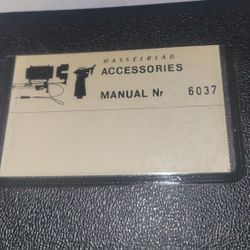 HASSELBLAD
ACCESSORIES
MANUAL Nr 6037